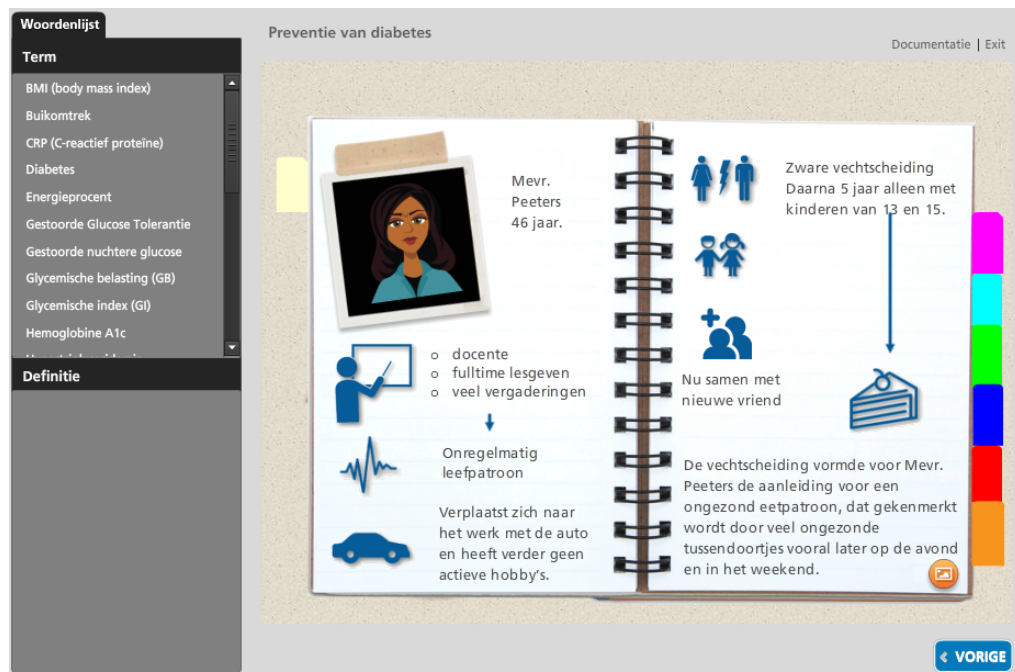 Woordenlijst
Term
BMI (body mass index)
Buikomtrek
CRP (C-reactief proteïne)
Diabetes
Energieprocent
Gestoorde Glucose Tolerantie
Gestoorde nuchtere glucose
Glycemische belasting (GB)
Glycemische index (GI)
Hemoglobine A1c
Definitie
Preventie van diabetes
Documentatie | Exit
Mevr.
Peeters
46 jaar.
o docente
o fulltime lesgeven
o veel vergaderingen
Onregelmatig
leefpatroon
Verplaatst zich naar
het werk met de auto
en heeft verder geen
actieve hobby's.
Zware vechtscheiding
Daarna 5 jaar alleen met
kinderen van 13 en 15.
Nu samen met
nieuwe vriend
De vechtscheiding vormde voor Mevr.
Peeters de aanleiding voor een
ongezond eetpatroon, dat gekenmerkt
wordt door veel ongezonde
tussendoortjes vooral later op de avond
en in het weekend.
VORIGE